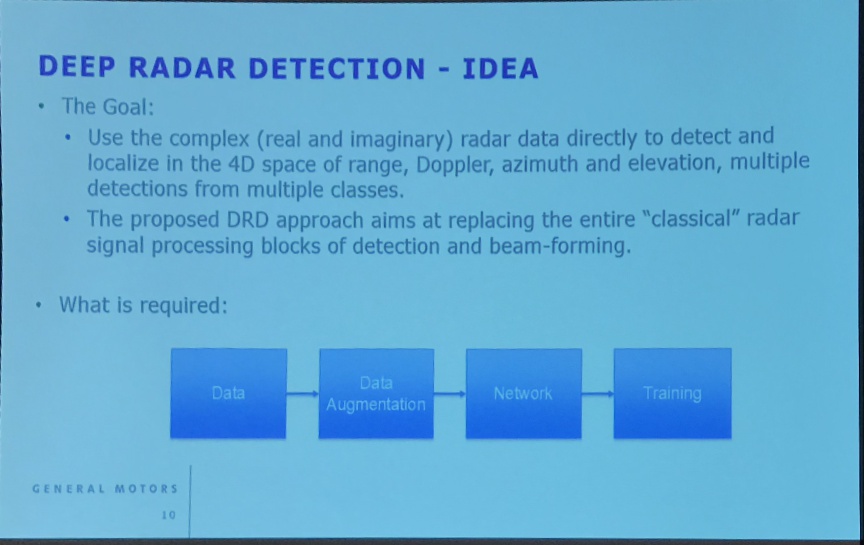 DEEP RADAR DETECTION - IDEA
• The Goal:
• Use the complex (real and imaginary) radar data directly to detect and
localize in the 4D space of range, Doppler, azimuth and elevation, multiple
detections from multiple classes.
• The proposed DRD approach aims at replacing the entire “classical” radar
signal processing blocks of detection and beam-forming.
• What is required:
Data
Data
Augmentation
Network
Training
GENERAL MOTORS
10